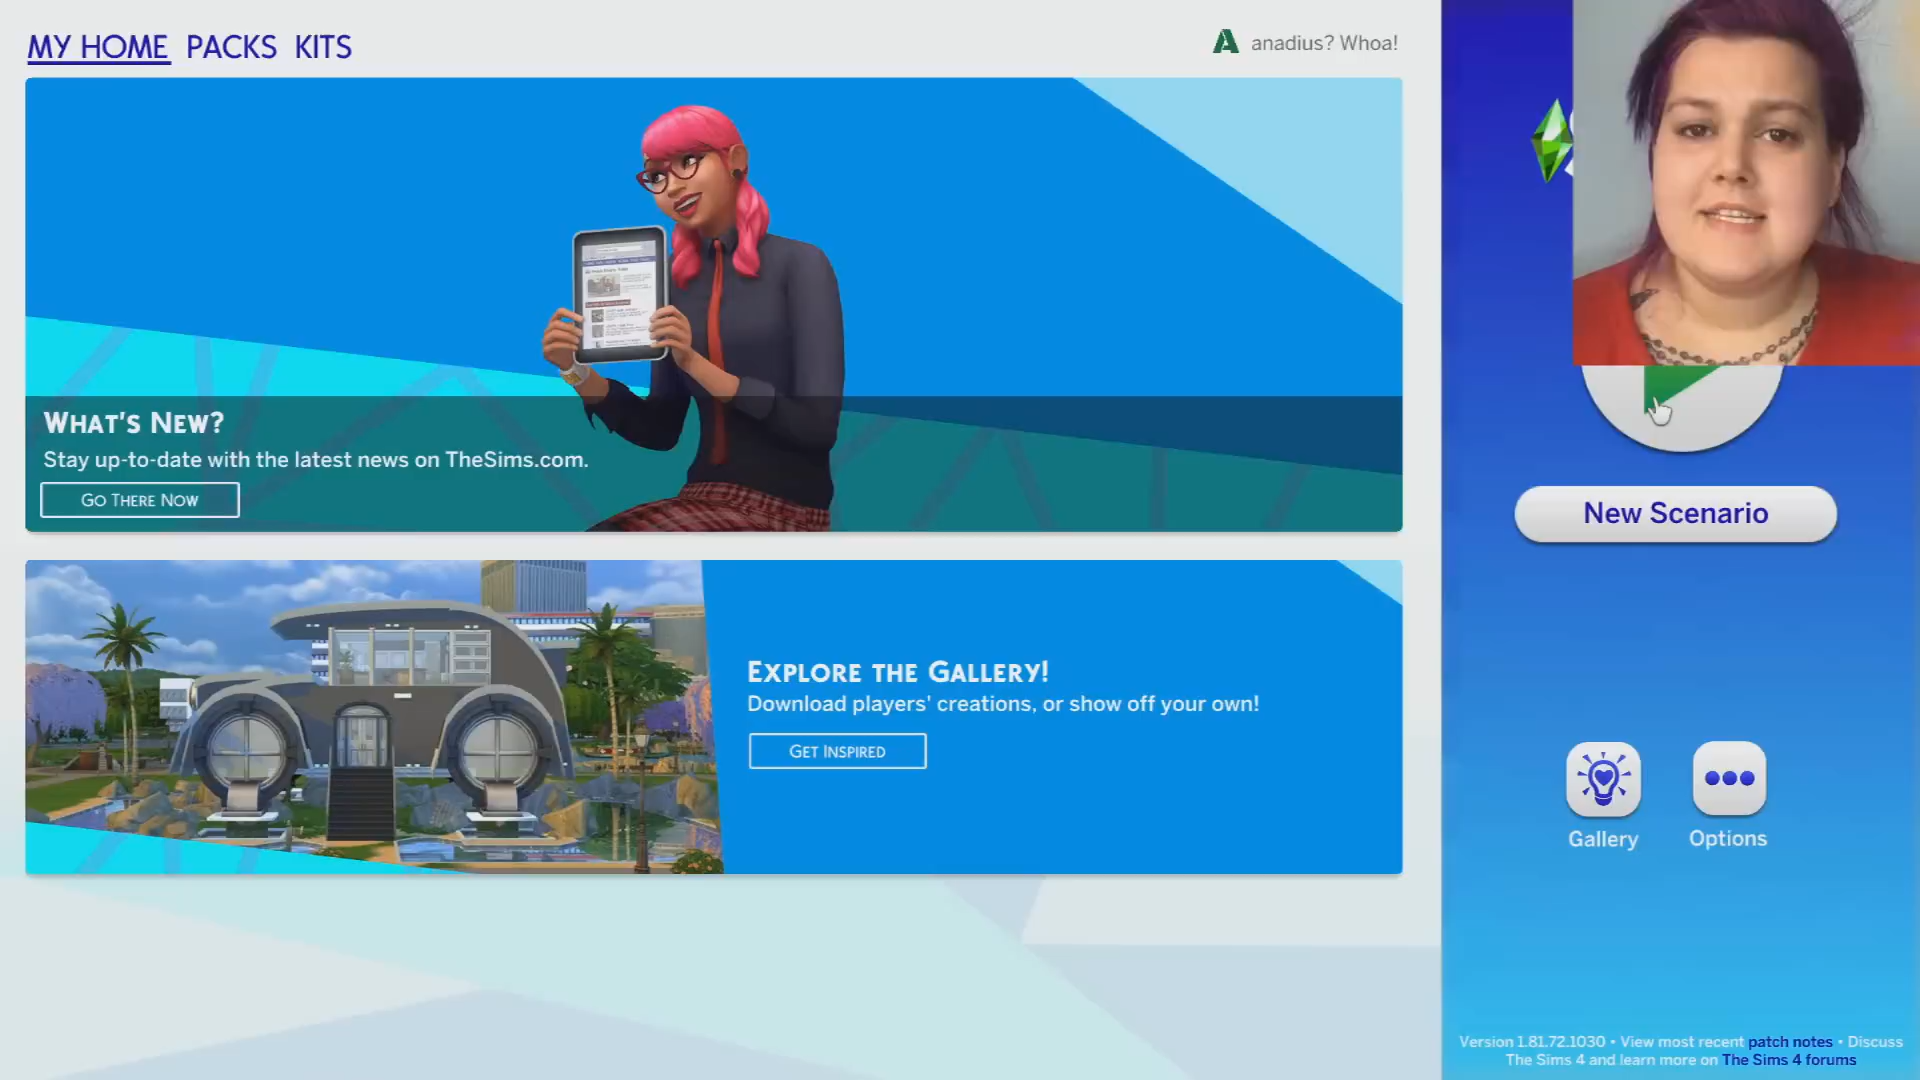 MY HOME PACKS KITS
anadius? Whoa!
WHAT'S NEW?
Stay up-to-date with the latest news on TheSims.com.
GO THERE NOW
EXPLORE THE GALLERY!
Download players' creations, or show off your own!
GET INSPIRED
New Scenario
Gallery
Options
Version 1.81.72.1030 • View most recent patch notes • Discuss
The Sims 4 and learn more on The Sims 4 forums